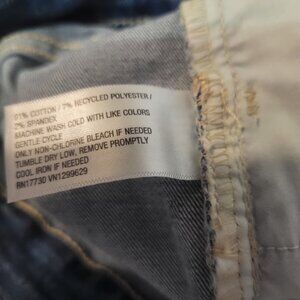 91% COTTON / 7% RECYCLED POLYESTER /
2% SPANDEX
MACHINE WASH COLD WITH LIKE COLORS
GENTLE CYCLE
ONLY NON-CHLORINE BLEACH IF NEEDED
TUMBLE DRY LOW, REMOVE PROMPTLY
COOL IRON IF NEEDED
RN17730 VN1299629